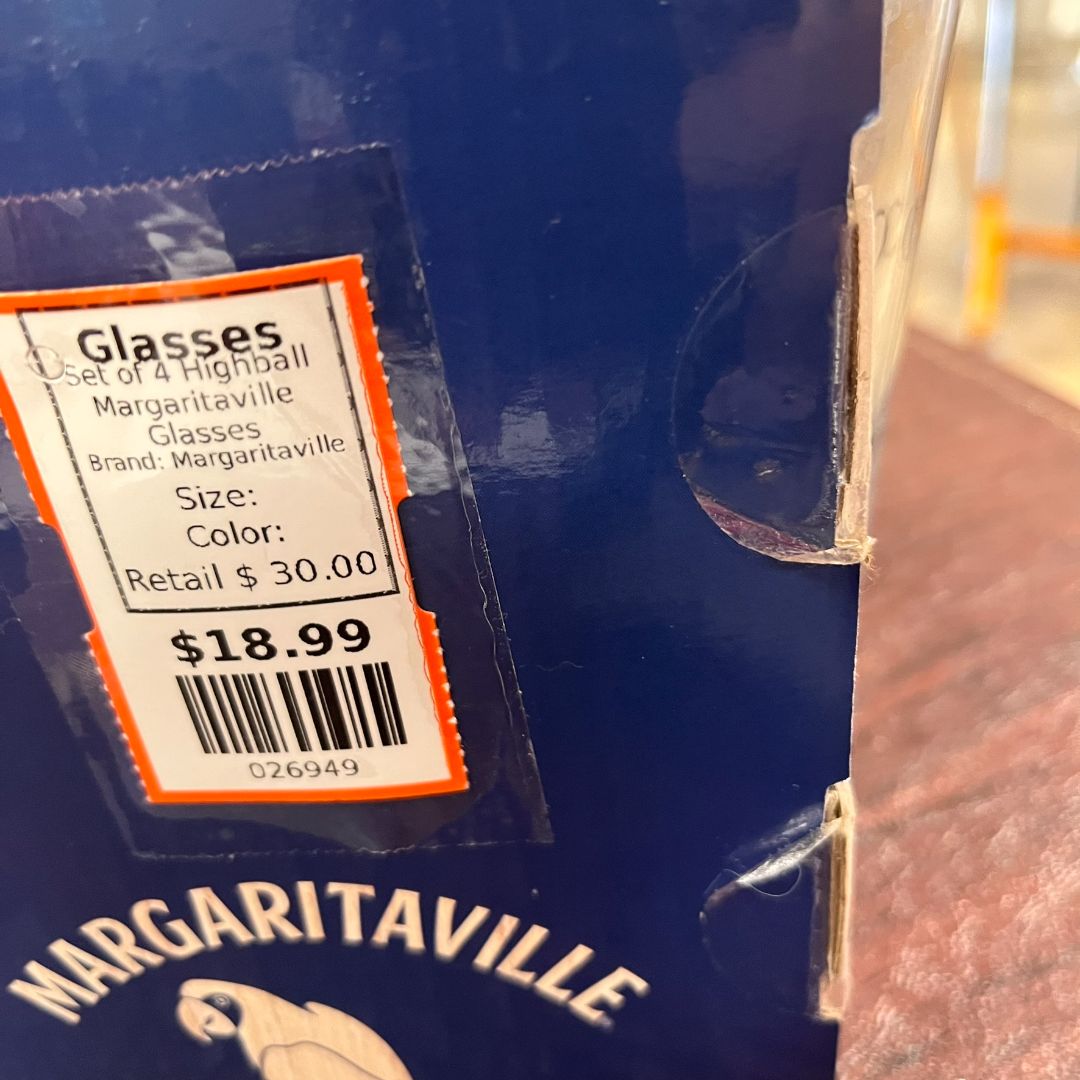 Glasses
Set of 4 Highball
Margaritaville
Glasses
Brand: Margaritaville
Size:
Color:
Retail $ 30.00
$18.99
026949
MARGARITAVILLE